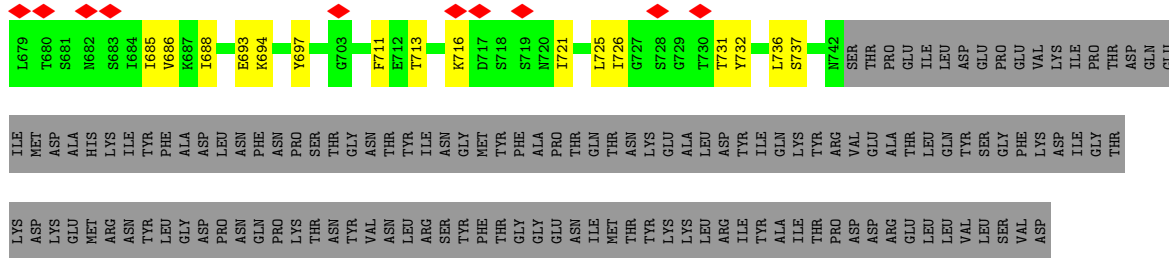 L679 T680 S681 N682 S683 I684 I685 V686 K687 I688 E693 K694 Y697 G703 F711 E712 T713 K716 D717 S718 S719 N720 I721 L725 I726 G727 S728 G729 T730 T731 Y732 L736 S737 N742 SER THR PRO GLU ILE LEU ASP GLU PRO GLU VAL LYS ILE PRO THR ASP GLN GLU
ILE MET ASP ALA HIS LYS ILE TYR PHE ALA ASP LEU ASN PHE ASN PRO SER THR GLY ASN THR TYR ILE ASN GLY MET TYR PHE ALA PRO THR GLN THR ASN LYS GLU ALA LEU ASP TYR ILE GLN LYS TYR ARG VAL GLU ALA THR LEU GLN TYR SER GLY PHE LYS ASP ILE GLY THR
LYS ASP LYS GLU MET ARG ASN TYR LEU GLY ASP PRO ASN GLN PRO LYS THR ASN TYR VAL ASN LEU ARG SER TYR PHE THR GLY GLY GLU ASN ILE MET THR TYR LYS LYS LEU ARG ILE TYR ALA ILE THR PRO ASP ASP ARG GLU LEU LEU VAL LEU SER VAL ASP